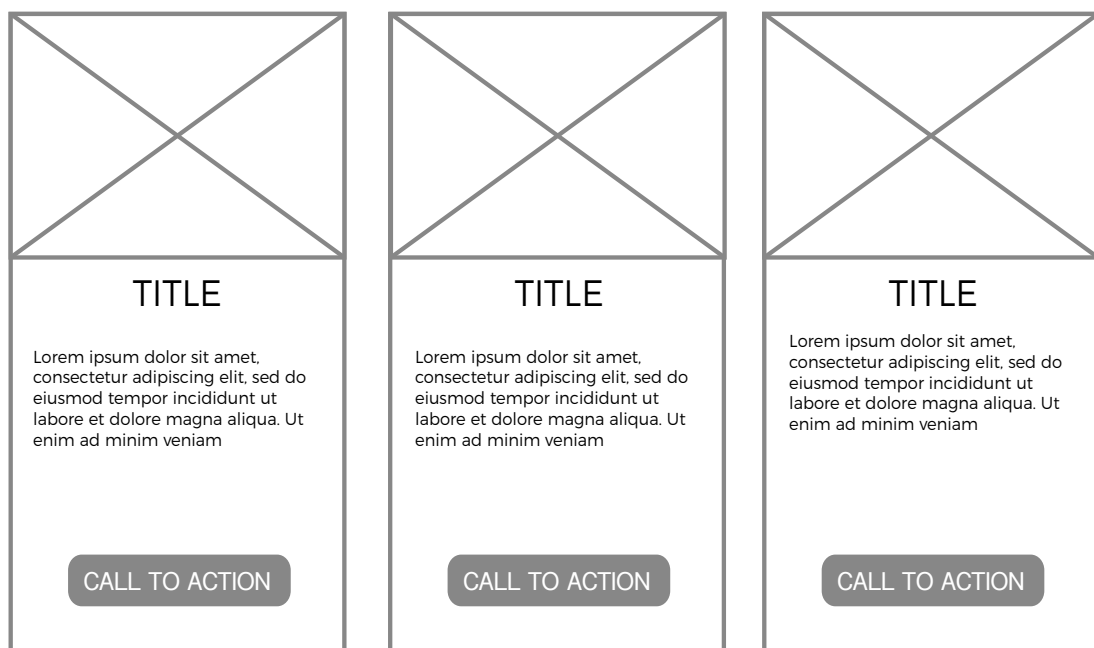 TITLE
Lorem ipsum dolor sit amet,
consectetur adipiscing elit, sed do
eiusmod tempor incididunt ut
labore et dolore magna aliqua. Ut
enim ad minim veniam
CALL TO ACTION
TITLE
Lorem ipsum dolor sit amet,
consectetur adipiscing elit, sed do
eiusmod tempor incididunt ut
labore et dolore magna aliqua. Ut
enim ad minim veniam
CALL TO ACTION
TITLE
Lorem ipsum dolor sit amet,
consectetur adipiscing elit, sed do
eiusmod tempor incididunt ut
labore et dolore magna aliqua. Ut
enim ad minim veniam
CALL TO ACTION